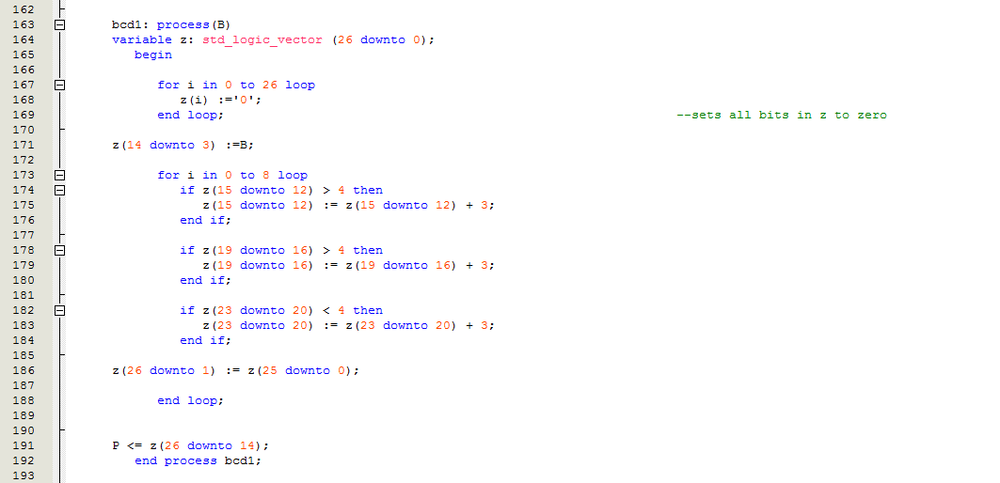 162
163 bcd1: process(B)
164 variable z: std_logic_vector (26 downto 0);
165 begin
166
167 for i in 0 to 26 loop
168 z(i) :='0';
169 end loop; --sets all bits in z to zero
170
171 z(14 downto 3) :=B;
172
173 for i in 0 to 8 loop
174 if z(15 downto 12) > 4 then
175 z(15 downto 12) := z(15 downto 12) + 3;
176 end if;
177
178 if z(19 downto 16) > 4 then
179 z(19 downto 16) := z(19 downto 16) + 3;
180 end if;
181
182 if z(23 downto 20) < 4 then
183 z(23 downto 20) := z(23 downto 20) + 3;
184 end if;
185
186 z(26 downto 1) := z(25 downto 0);
187
188 end loop;
189
190
191 P <= z(26 downto 14);
192 end process bcd1;
193